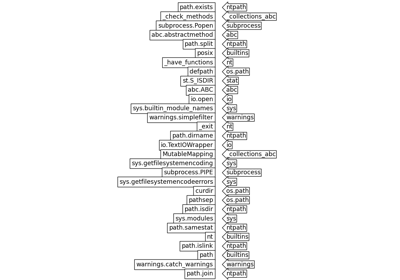 path.exists ntpath
_check_methods _collections_abc
subprocess.Popen subprocess
abc.abstractmethod abc
path.split ntpath
posix builtins
_have_functions nt
defpath os.path
st.S_ISDIR stat
abc.ABC abc
io.open io
sys.builtin_module_names sys
warnings.simplefilter warnings
_exit nt
path.dirname ntpath
io.TextIOWrapper io
MutableMapping _collections_abc
sys.getfilesystemencoding sys
subprocess.PIPE subprocess
sys.getfilesystemencodeerrors sys
curdir os.path
pathsep os.path
path.isdir ntpath
sys.modules sys
path.samestat ntpath
nt builtins
path.islink ntpath
path builtins
warnings.catch_warnings warnings
path.join ntpath